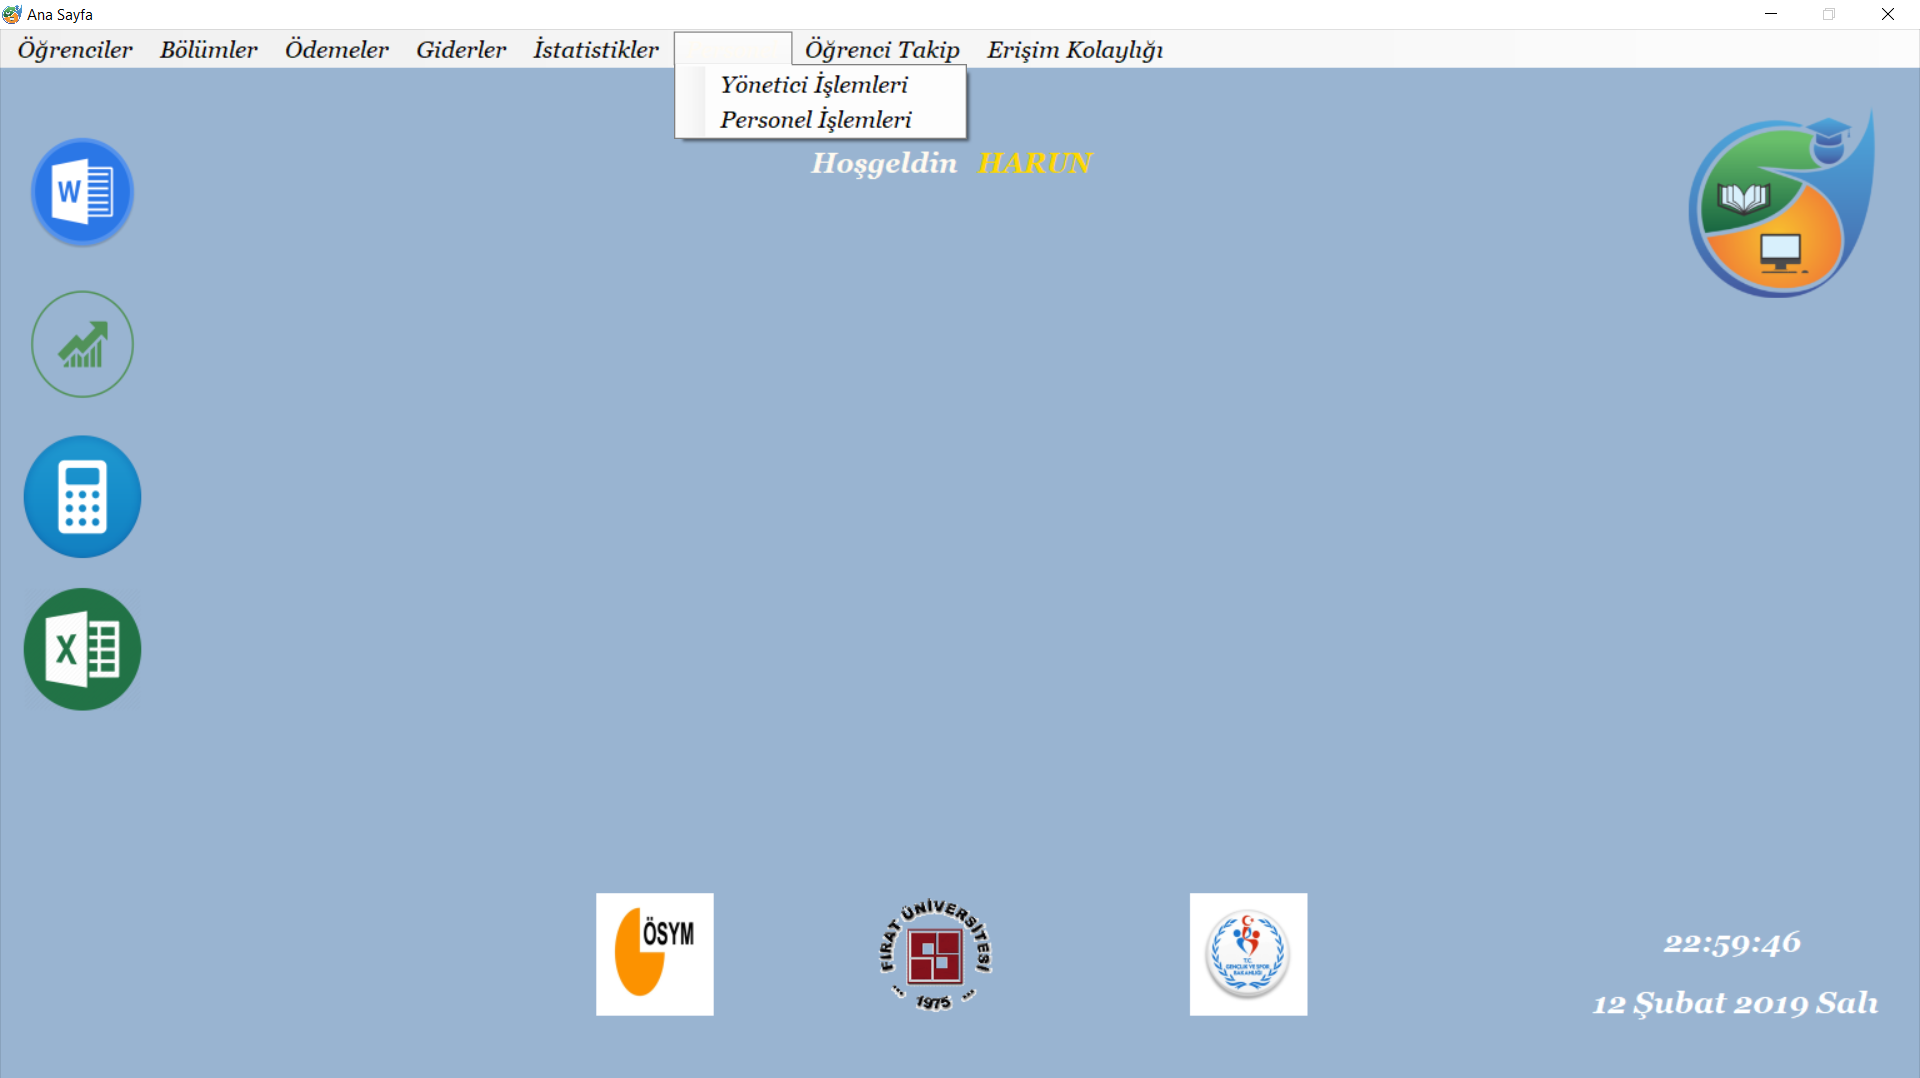 Ana Sayfa
Öğrenciler Bölümler Ödemeler Giderler İstatistikler Öğrenci Takip Erişim Kolaylığı
Yönetici İşlemleri
Personel İşlemleri
Hoşgeldin HARUN
W
X
ÖSYM
FIRAT ÜNİVERSİTESİ
1975
T.C.
GENÇLİK VE SPOR
BAKANLIĞI
22:59:46
12 Şubat 2019 Salı